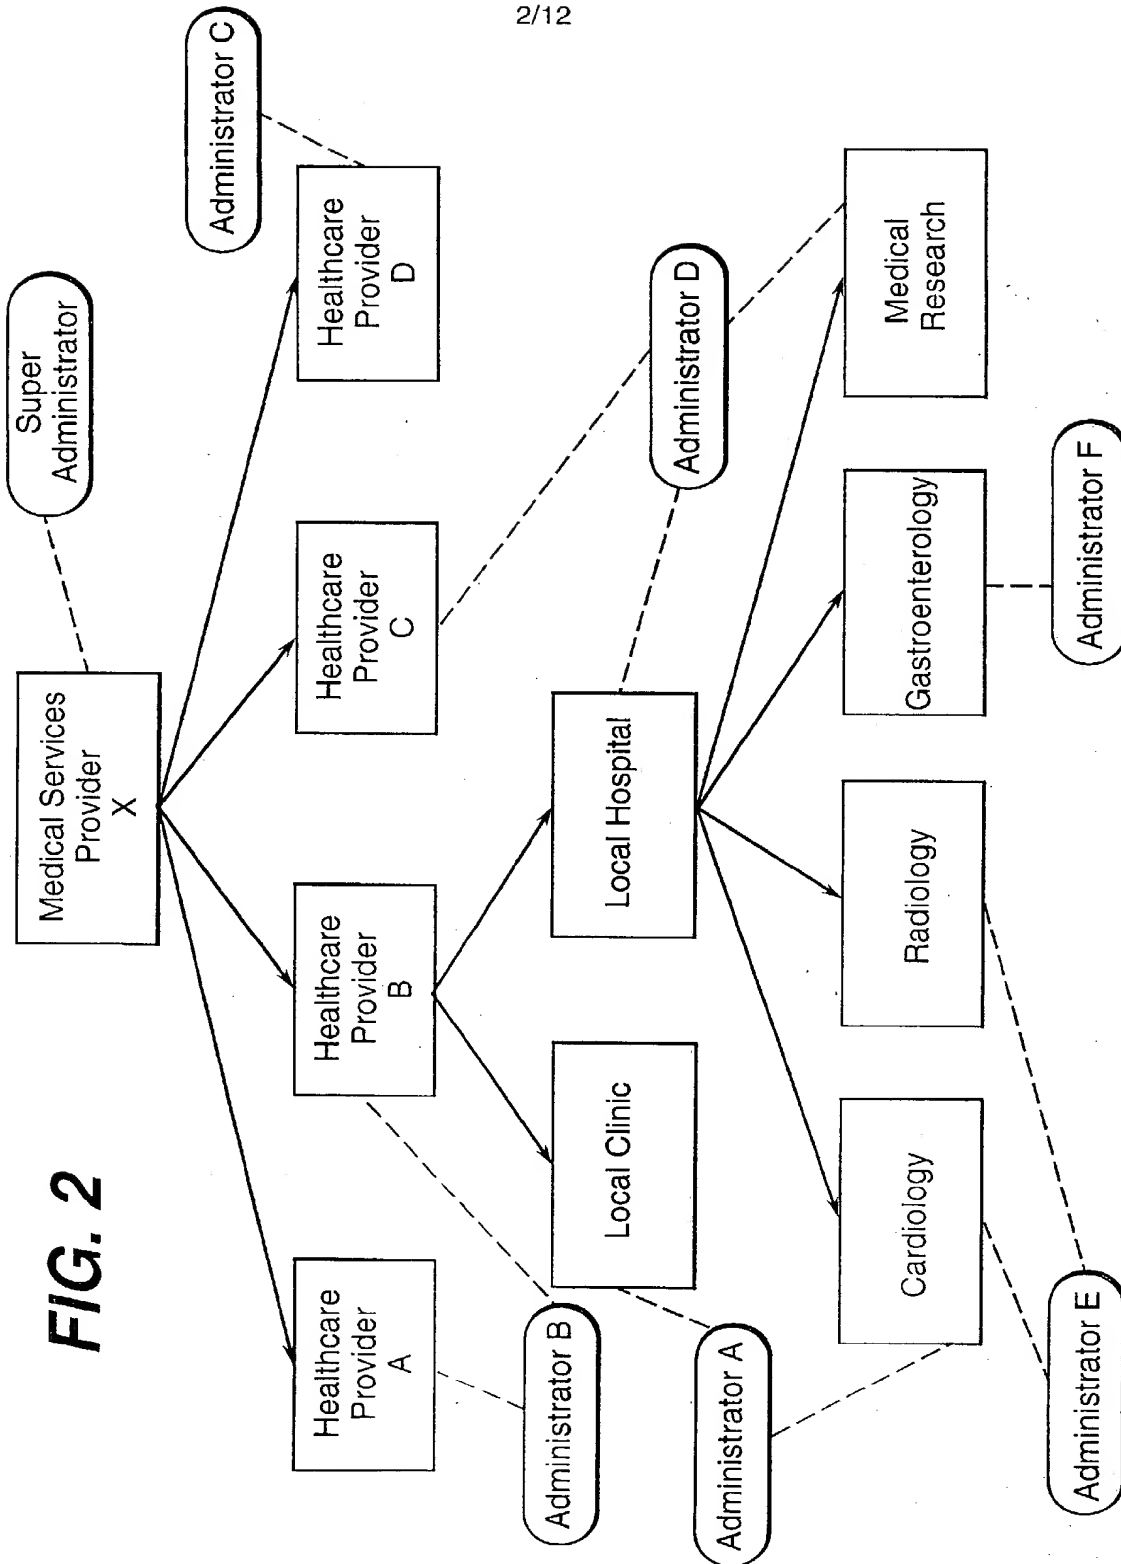 2/12
FIG. 2
Medical Services
Provider
X
Super
Administrator
Healthcare
Provider
A
Healthcare
Provider
B
Healthcare
Provider
C
Healthcare
Provider
D
Administrator C
Administrator B
Local Clinic
Local Hospital
Administrator D
Administrator A
Cardiology
Radiology
Gastroenterology
Medical
Research
Administrator E
Administrator F